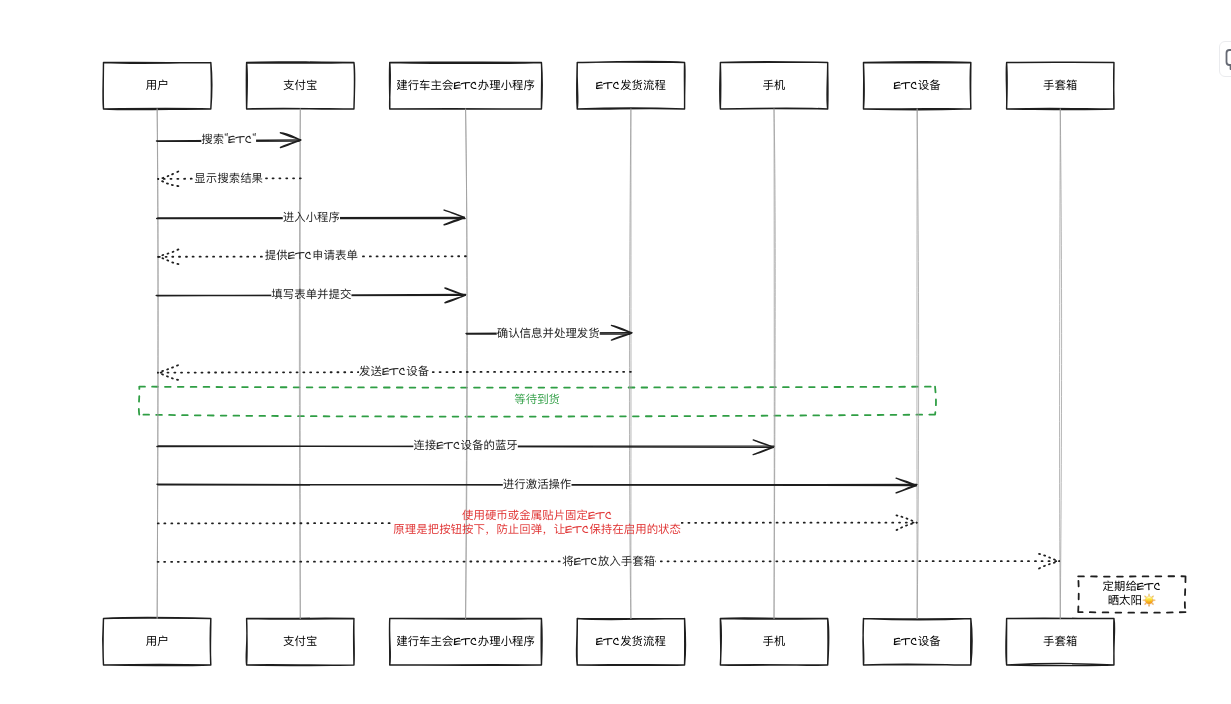 用户
支付宝
建行车主会ETC办理小程序
ETC发货流程
手机
ETC设备
手套箱
搜索"ETC"
显示搜索结果
进入小程序
提供ETC申请表单
填写表单并提交
确认信息并处理发货
发送ETC设备
等待到货
连接ETC设备的蓝牙
进行激活操作
使用硬币或金属贴片固定ETC
原理是把按钮按下，防止回弹，让ETC保持在启用的状态
将ETC放入手套箱
定期给ETC
晒太阳☀️
用户
支付宝
建行车主会ETC办理小程序
ETC发货流程
手机
ETC设备
手套箱